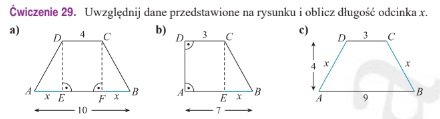 Ćwiczenie 29. Uwzględnij dane przedstawione na rysunku i oblicz długość odcinka x.
a) b) c)
D 4 C D 3 C D 3 C
4 x x
A x E F x B A E x B A 9 B
10 7